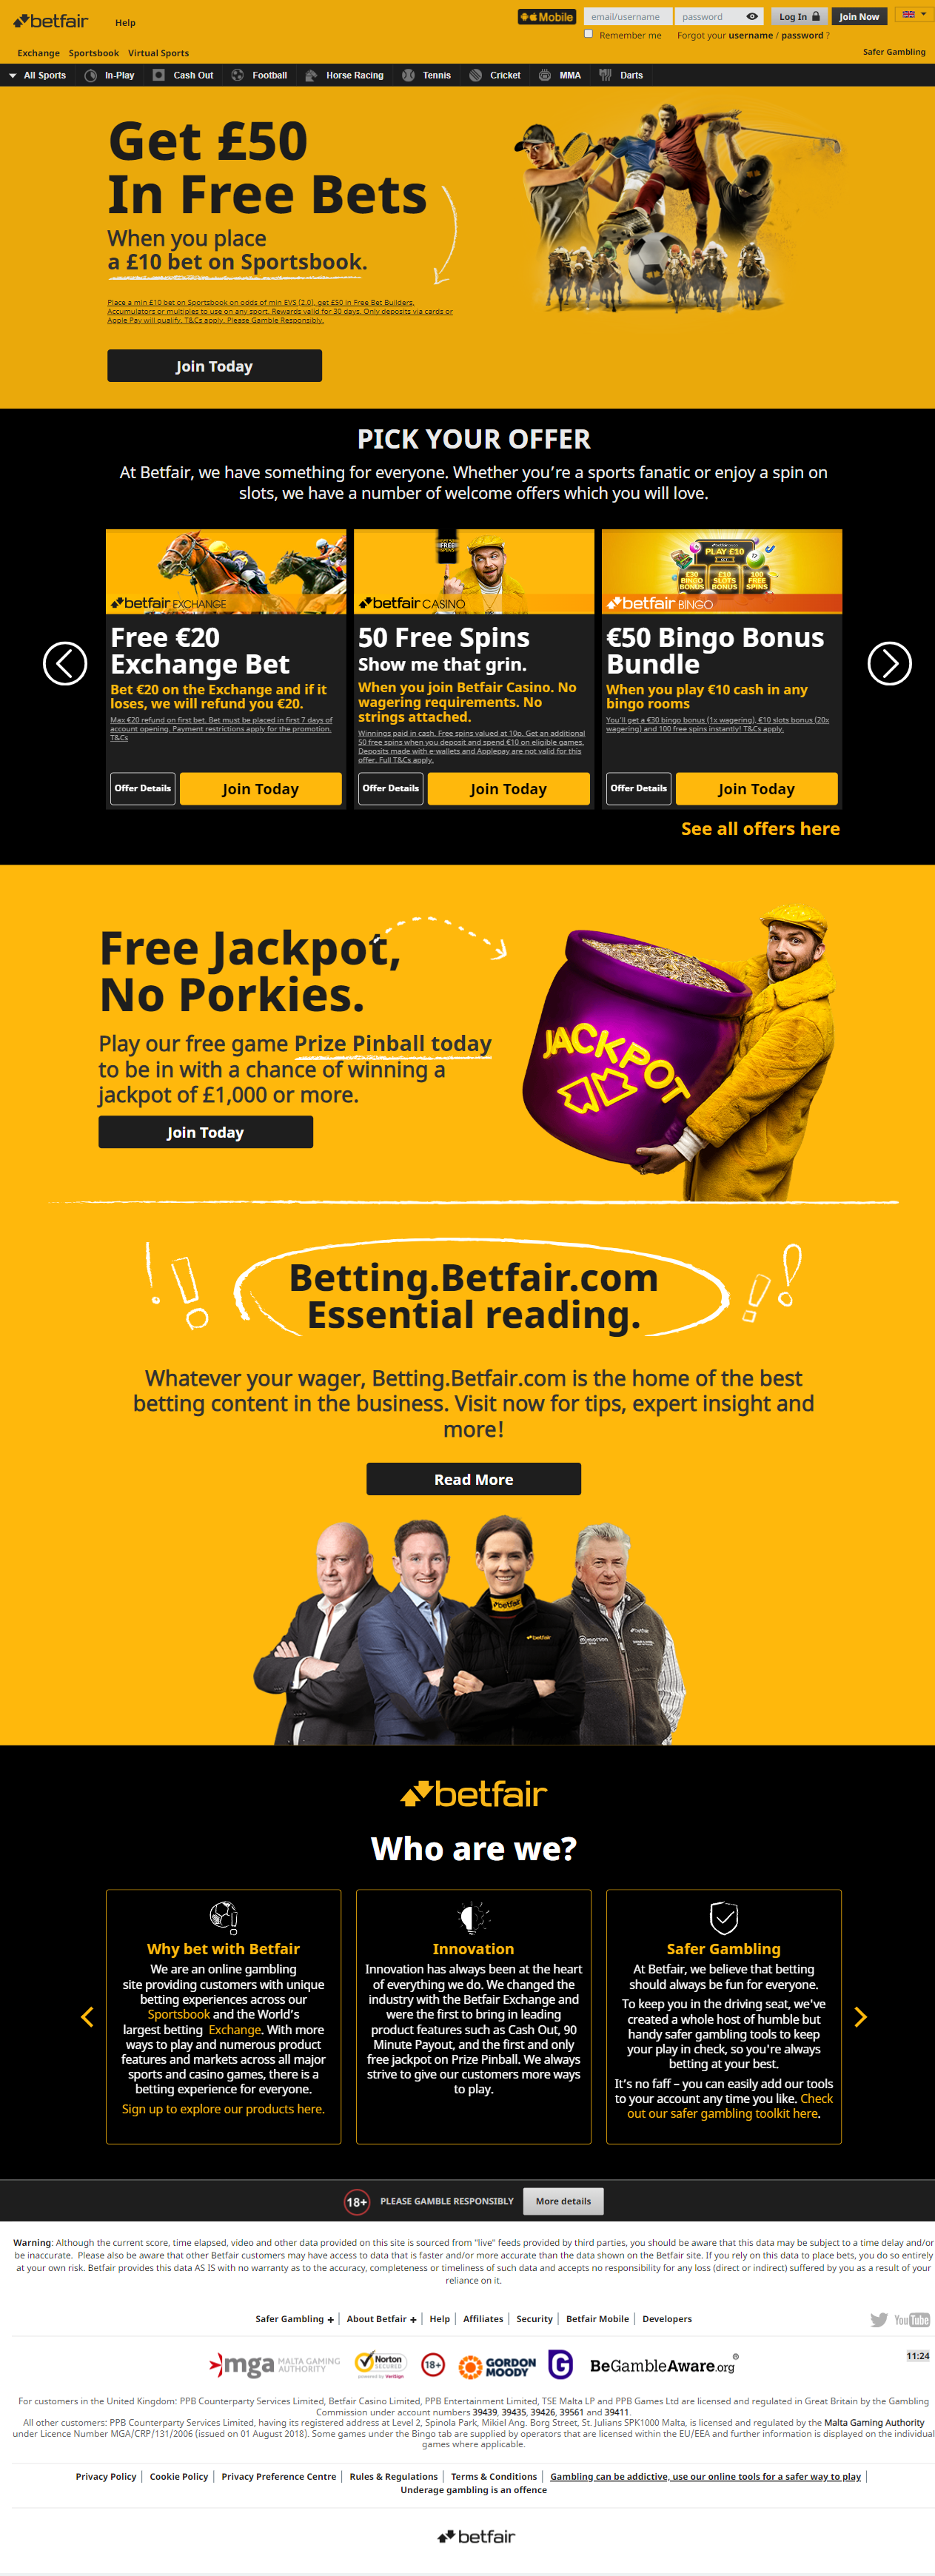 betfair
Help
Mobile
email/username
password
Log In
Join Now
Remember me
Forgot your username / password ?
Exchange
Sportsbook
Virtual Sports
Safer Gambling
All Sports
In-Play
Cash Out
Football
Horse Racing
Tennis
Cricket
MMA
Darts
Get £50
In Free Bets
When you place
a £10 bet on Sportsbook.
Place a min £10 bet on Sportsbook on odds of min EVS (2.0), get £50 in Free Bet Builders,
Accumulators or multiples to use on any sport. Rewards valid for 30 days. Only deposits via cards or
Apple Pay will qualify. T&Cs apply. Please Gamble Responsibly.
Join Today
PICK YOUR OFFER
At Betfair, we have something for everyone. Whether you're a sports fanatic or enjoy a spin on
slots, we have a number of welcome offers which you will love.
betfair EXCHANGE
Free €20
Exchange Bet
Bet €20 on the Exchange and if it
loses, we will refund you €20.
Max €20 refund on first bet. Bet must be placed in first 7 days of
account opening. Payment restrictions apply for the promotion.
T&Cs
Offer Details
Join Today
FREE
betfair CASINO
50 Free Spins
Show me that grin.
When you join Betfair Casino. No
wagering requirements. No
strings attached.
Winnings paid in cash. Free spins valued at 10p. Get an additional
50 free spins when you deposit and spend €10 on eligible games.
Deposits made with e-wallets and Applepay are not valid for this
offer. Full T&Cs apply.
Offer Details
Join Today
PLAY £10
£30 BINGO BONUS
£10 SLOTS BONUS
100 FREE SPINS
betfair BINGO
€50 Bingo Bonus
Bundle
When you play €10 cash in any
bingo rooms
You'll get a €30 bingo bonus (1x wagering), €10 slots bonus (20x
wagering) and 100 free spins instantly! T&Cs apply.
Offer Details
Join Today
See all offers here
Free Jackpot,
No Porkies.
Play our free game Prize Pinball today
to be in with a chance of winning a
jackpot of £1,000 or more.
Join Today
JACKPOT
Betting.Betfair.com
Essential reading.
Whatever your wager, Betting.Betfair.com is the home of the best
betting content in the business. Visit now for tips, expert insight and
more!
Read More
betfair
betfair
betfair
betfair
Who are we?
Why bet with Betfair
We are an online gambling
site providing customers with unique
betting experiences across our
Sportsbook and the World's
largest betting Exchange. With more
ways to play and numerous product
features and markets across all major
sports and casino games, there is a
betting experience for everyone.
Sign up to explore our products here.
Innovation
Innovation has always been at the heart
of everything we do. We changed the
industry with the Betfair Exchange and
were the first to bring in leading
product features such as Cash Out, 90
Minute Payout, and the first and only
free jackpot on Prize Pinball. We always
strive to give our customers more ways
to play.
Safer Gambling
At Betfair, we believe that betting
should always be fun for everyone.
To keep you in the driving seat, we've
created a whole host of humble but
handy safer gambling tools to keep
your play in check, so you're always
betting at your best.
It's no faff – you can easily add our tools
to your account any time you like. Check
out our safer gambling toolkit here.
18+
PLEASE GAMBLE RESPONSIBLY
More details
Warning: Although the current score, time elapsed, video and other data provided on this site is sourced from "live" feeds provided by third parties, you should be aware that this data may be subject to a time delay and/or
be inaccurate. Please also be aware that other Betfair customers may have access to data that is faster and/or more accurate than the data shown on the Betfair site. If you rely on this data to place bets, you do so entirely
at your own risk. Betfair provides this data AS IS with no warranty as to the accuracy, completeness or timeliness of such data and accepts no responsibility for any loss (direct or indirect) suffered by you as a result of your
reliance on it.
Safer Gambling +
About Betfair +
Help
Affiliates
Security
Betfair Mobile
Developers
YouTube
mga MALTA GAMING AUTHORITY
Norton SECURED
powered by VeriSign
18+
GORDON MOODY
G
BeGambleAware.org®
11:24
For customers in the United Kingdom: PPB Counterparty Services Limited, Betfair Casino Limited, PPB Entertainment Limited, TSE Malta LP and PPB Games Ltd are licensed and regulated in Great Britain by the Gambling
Commission under account numbers 39439, 39435, 39426, 39561 and 39411.
All other customers: PPB Counterparty Services Limited, having its registered address at Level 2, Spinola Park, Mikiel Ang. Borg Street, St. Julians SPK1000 Malta, is licensed and regulated by the Malta Gaming Authority
under Licence Number MGA/CRP/131/2006 (issued on 01 August 2018). Some games under the Bingo tab are supplied by operators that are licensed within the EU/EEA and further information is displayed on the individual
games where applicable.
Privacy Policy
Cookie Policy
Privacy Preference Centre
Rules & Regulations
Terms & Conditions
Gambling can be addictive, use our online tools for a safer way to play
Underage gambling is an offence
betfair